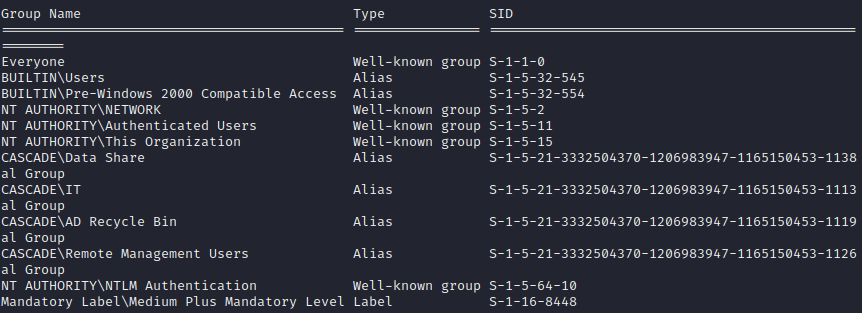 Group Name                                  Type             SID
=========================================== ================ ==============================================
========
Everyone                                    Well-known group S-1-1-0
BUILTIN\Users                               Alias            S-1-5-32-545
BUILTIN\Pre-Windows 2000 Compatible Access  Alias            S-1-5-32-554
NT AUTHORITY\NETWORK                        Well-known group S-1-5-2
NT AUTHORITY\Authenticated Users            Well-known group S-1-5-11
NT AUTHORITY\This Organization              Well-known group S-1-5-15
CASCADE\Data Share                          Alias            S-1-5-21-3332504370-1206983947-1165150453-1138
al Group
CASCADE\IT                                  Alias            S-1-5-21-3332504370-1206983947-1165150453-1113
al Group
CASCADE\AD Recycle Bin                      Alias            S-1-5-21-3332504370-1206983947-1165150453-1119
al Group
CASCADE\Remote Management Users             Alias            S-1-5-21-3332504370-1206983947-1165150453-1126
al Group
NT AUTHORITY\NTLM Authentication            Well-known group S-1-5-64-10
Mandatory Label\Medium Plus Mandatory Level Label            S-1-16-8448